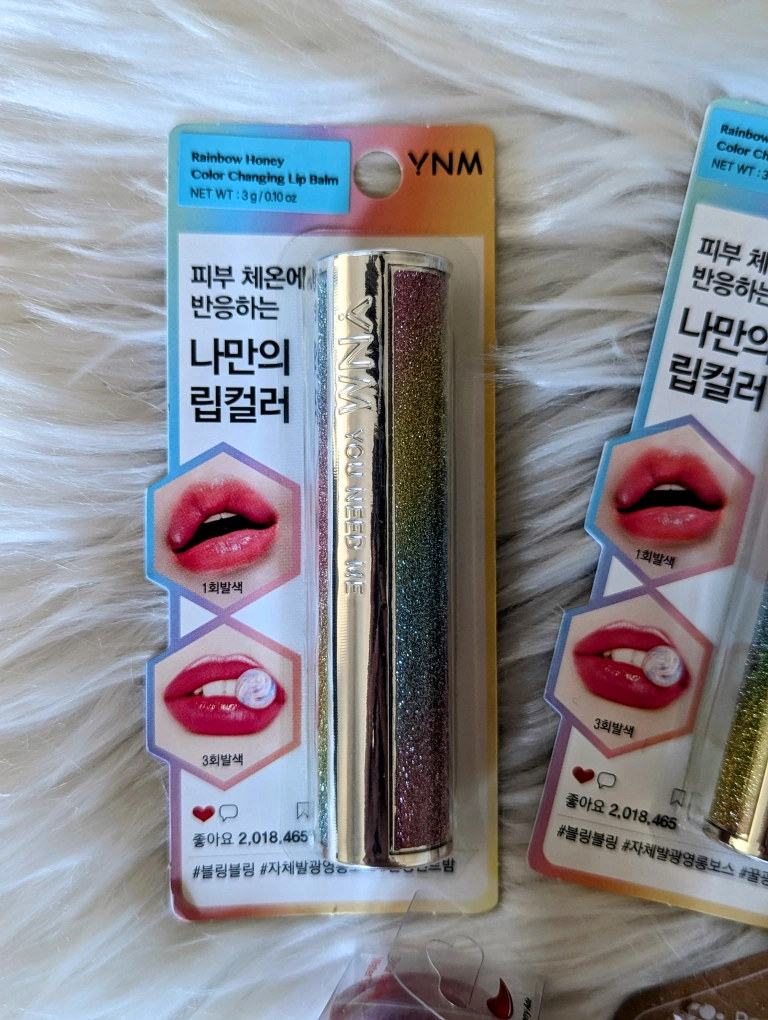 Rainbow Honey
Color Changing Lip Balm
NET WT : 3 g / 0.10 oz
YNM
피부 체온에
반응하는
나만의
립컬러
YNM YOU NEED ME
1회발색
3회발색
좋아요 2,018,465
#블링블링 #자체발광영롱
Rainbow
Color
NET WT :
피부
반응하는
나만의
립컬러
1회발색
3회발색
좋아요 2,018,465
#블링블링 #자체발광영롱보스